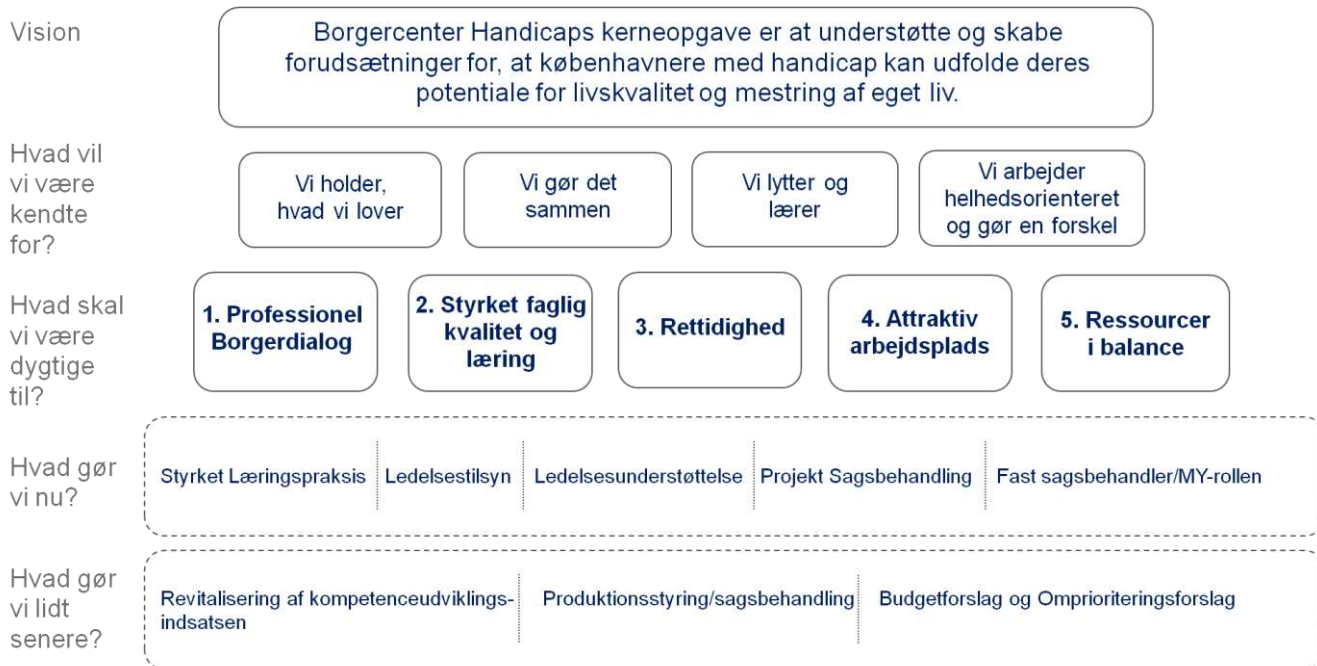 Vision
Borgercenter Handicaps kerneopgave er at understøtte og skabe
forudsætninger for, at københavnere med handicap kan udfolde deres
potentiale for livskvalitet og mestring af eget liv.
Hvad vil
vi være
kendte
for?
Vi holder,
hvad vi lover
Vi gør det
sammen
Vi lytter og
lærer
Vi arbejder
helhedsorienteret
og gør en forskel
Hvad skal
vi være
dygtige
til?
1. Professionel
Borgerdialog
2. Styrket faglig
kvalitet og
læring
3. Rettidighed
4. Attraktiv
arbejdsplads
5. Ressourcer
i balance
Hvad gør
vi nu?
Styrket Læringspraksis
Ledelsestilsyn
Ledelsesunderstøttelse
Projekt Sagsbehandling
Fast sagsbehandler/MY-rollen
Hvad gør
vi lidt
senere?
Revitalisering af kompetenceudviklings-
indsatsen
Produktionsstyring/sagsbehandling
Budgetforslag og Omprioriteringsforslag